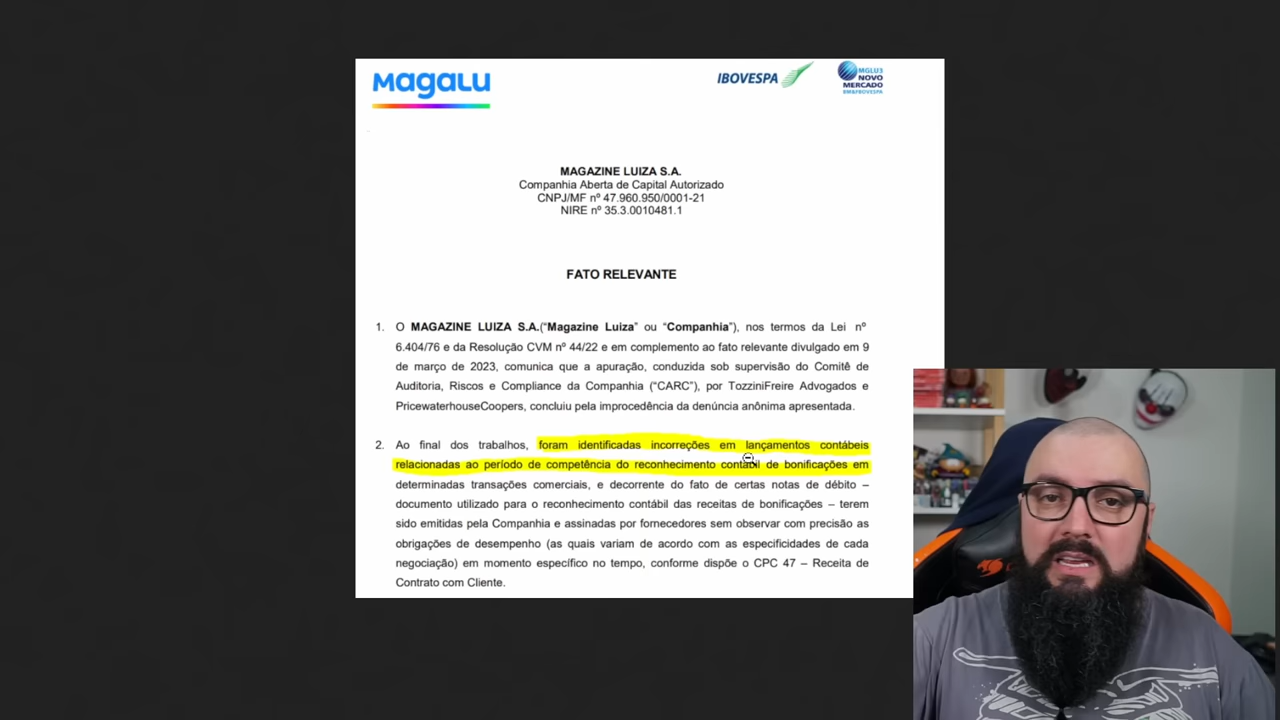 Magalu
IBOVESPA
MGLU3
NOVO
MERCADO
BM&FBOVESPA
MAGAZINE LUIZA S.A.
Companhia Aberta de Capital Autorizado
CNPJ/MF nº 47.960.950/0001-21
NIRE nº 35.3.0010481.1
FATO RELEVANTE
1. O MAGAZINE LUIZA S.A.(“Magazine Luiza” ou “Companhia”), nos termos da Lei nº
6.404/76 e da Resolução CVM nº 44/22 e em complemento ao fato relevante divulgado em 9
de março de 2023, comunica que a apuração, conduzida sob supervisão do Comitê de
Auditoria, Riscos e Compliance da Companhia (“CARC”), por TozziniFreire Advogados e
PricewaterhouseCoopers, concluiu pela improcedência da denúncia anônima apresentada.
2. Ao final dos trabalhos, foram identificadas incorreções em lançamentos contábeis
relacionadas ao período de competência do reconhecimento contábil de bonificações em
determinadas transações comerciais, e decorrente do fato de certas notas de débito –
documento utilizado para o reconhecimento contábil das receitas de bonificações – terem
sido emitidas pela Companhia e assinadas por fornecedores sem observar com precisão as
obrigações de desempenho (as quais variam de acordo com as especificidades de cada
negociação) em momento específico no tempo, conforme dispõe o CPC 47 – Receita de
Contrato com Cliente.